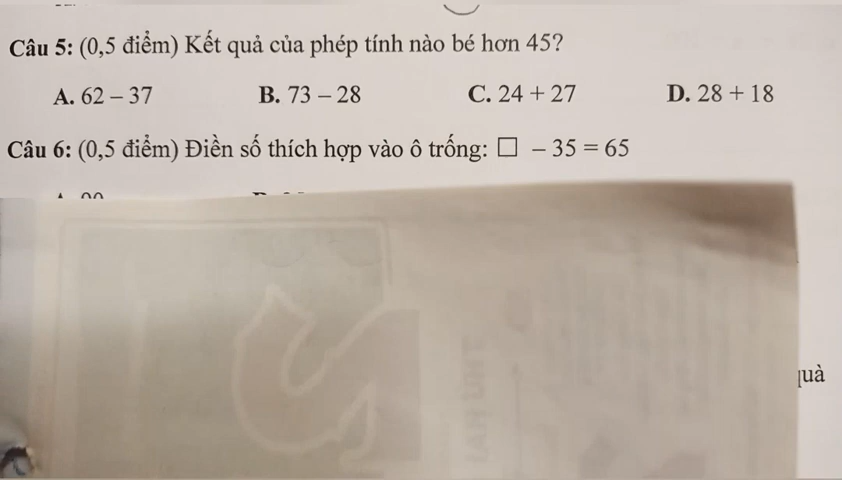 Câu 5: (0,5 điểm) Kết quả của phép tính nào bé hơn 45?
A. 62 – 37 B. 73 – 28 C. 24 + 27 D. 28 + 18
Câu 6: (0,5 điểm) Điền số thích hợp vào ô trống: □ – 35 = 65
quà